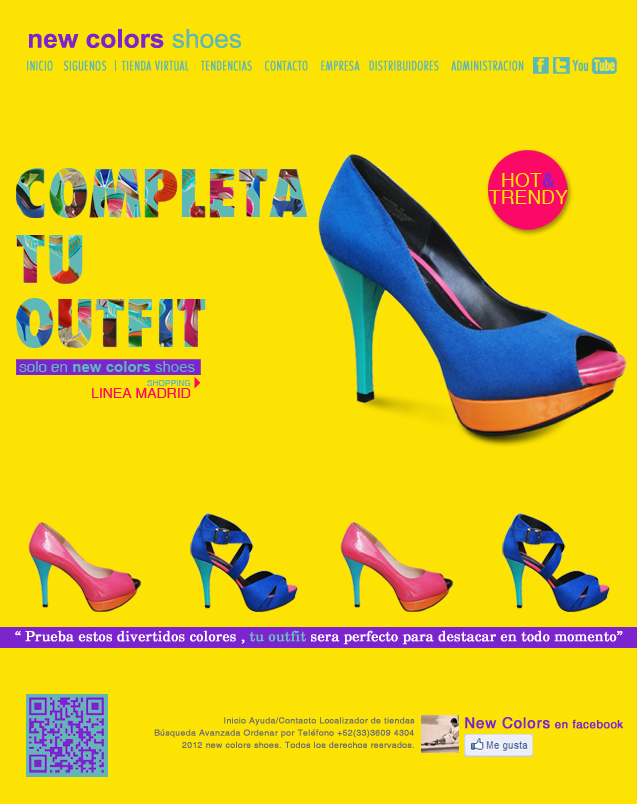 new colors shoes
INICIO SIGUENOS | TIENDA VIRTUAL TENDENCIAS CONTACTO EMPRESA DISTRIBUIDORES ADMINISTRACION f t You Tube
COMPLETA
TU
OUTFIT
HOT&
TRENDY
solo en new colors shoes
SHOPPING
LINEA MADRID
“ Prueba estos divertidos colores , tu outfit sera perfecto para destacar en todo momento”
Inicio Ayuda/Contacto Localizador de tiendas
Búsqueda Avanzada Ordenar por Teléfono +52(33)3609 4304
2012 new colors shoes. Todos los derechos resrvados.
New Colors en facebook
Me gusta